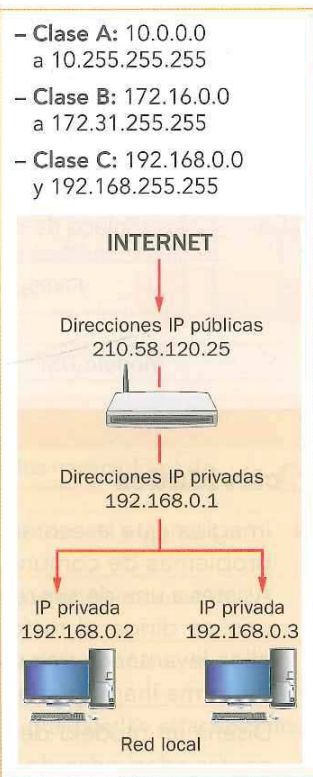 – Clase A: 10.0.0.0
a 10.255.255.255
– Clase B: 172.16.0.0
a 172.31.255.255
– Clase C: 192.168.0.0
y 192.168.255.255
INTERNET
Direcciones IP públicas
210.58.120.25
Direcciones IP privadas
192.168.0.1
IP privada
192.168.0.2
IP privada
192.168.0.3
Red local